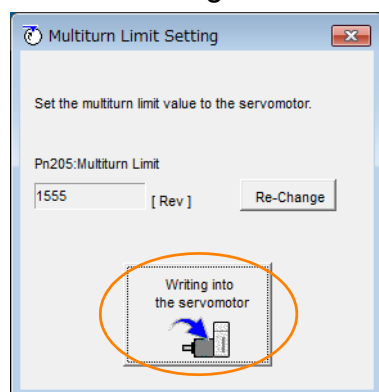 Multiturn Limit Setting
Set the multiturn limit value to the servomotor.
Pn205:Multiturn Limit
1555 [ Rev ] Re-Change
Writing into
the servomotor